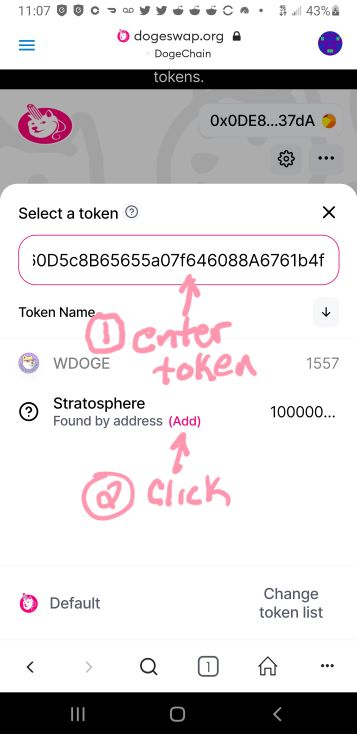 11:07
43%
dogeswap.org
DogeChain
tokens.
0x0DE8...37dA
Select a token
60D5c8B65655a07f646088A6761b4f
Token Name
① enter
token
WDOGE 1557
Stratosphere
Found by address (Add)
100000...
② Click
Default
Change
token list
1